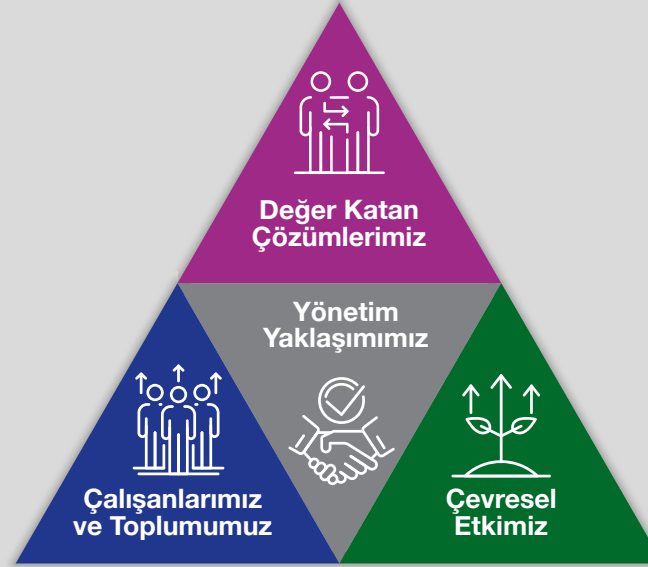 Değer Katan
Çözümlerimiz
Yönetim
Yaklaşımımız
Çalışanlarımız
ve Toplumumuz
Çevresel
Etkimiz